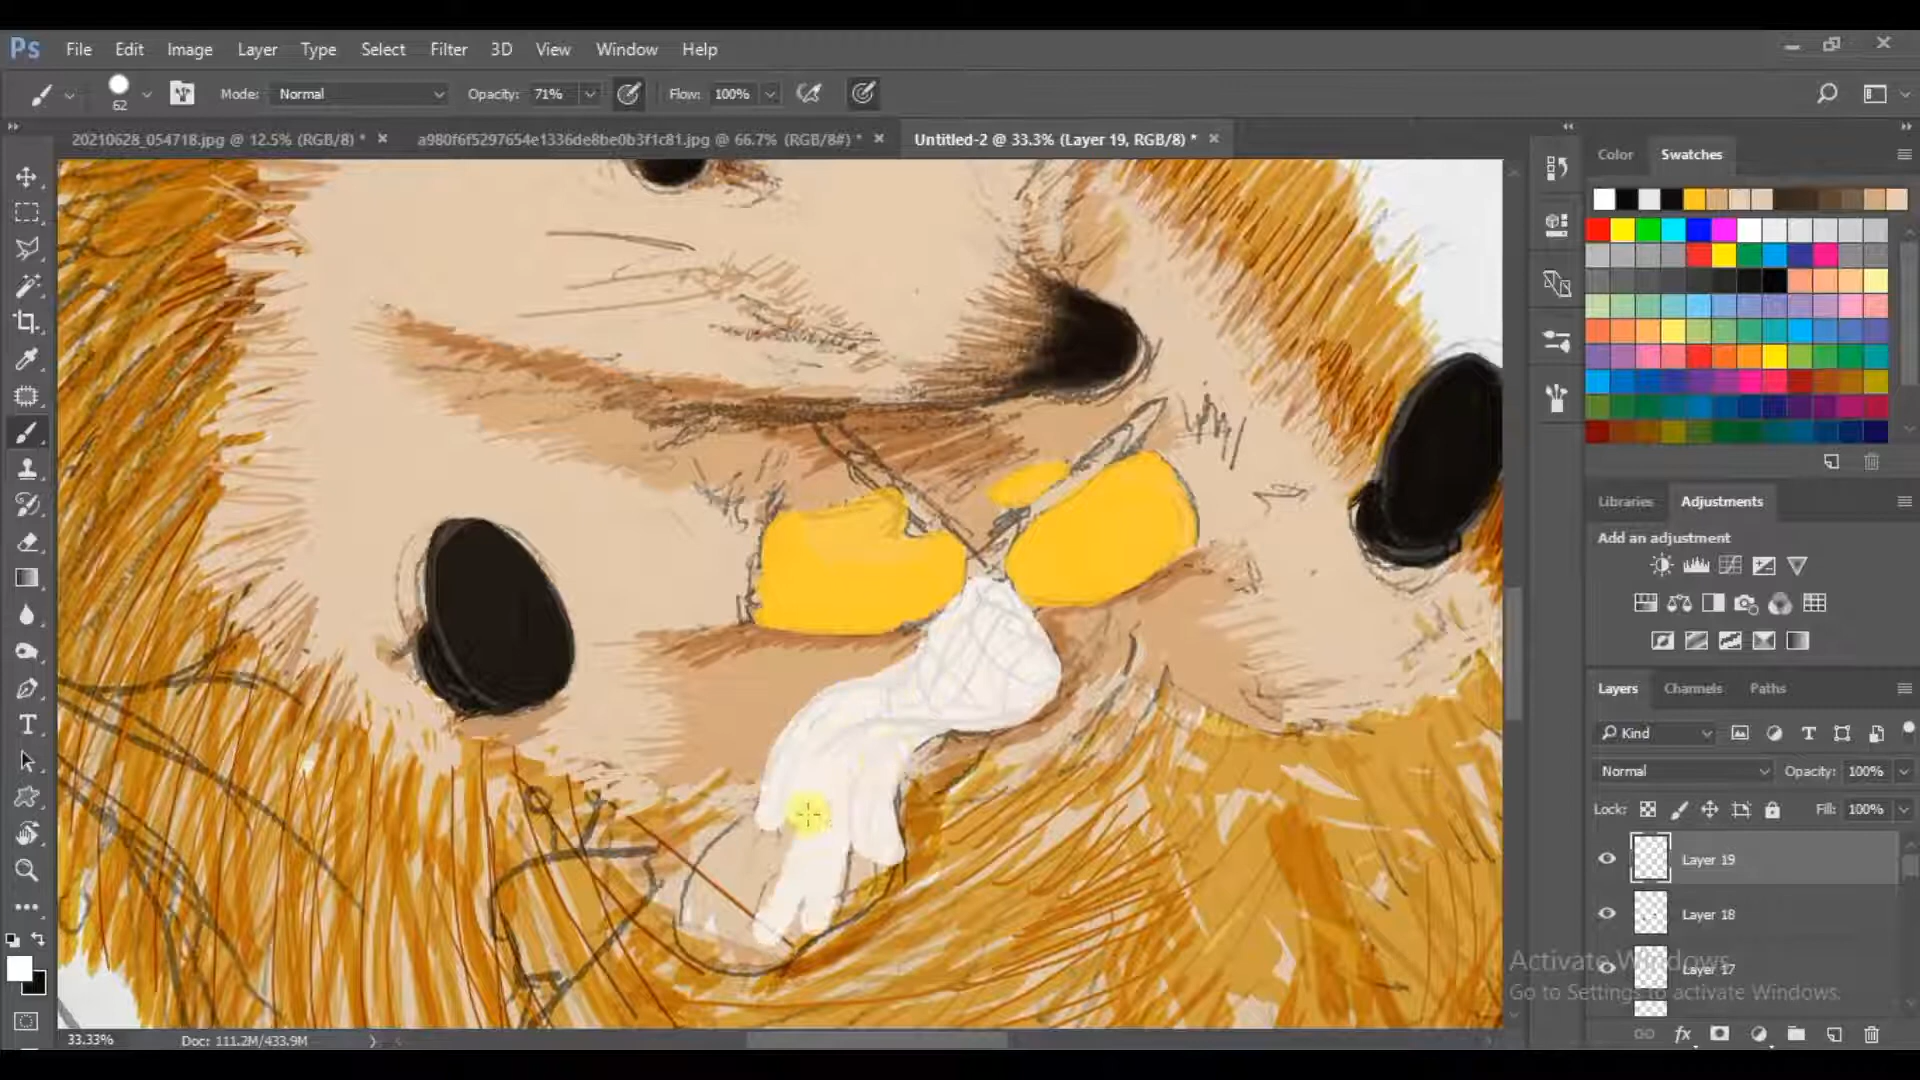 Ps File Edit Image Layer Type Select Filter 3D View Window Help
62 Mode: Normal Opacity: 71% Flow: 100%
20210628_054718.jpg @ 12.5% (RGB/8) * a980f6f5297654e1336de8be0b3f1c81.jpg @ 66.7% (RGB/8#) * Untitled-2 @ 33.3% (Layer 19, RGB/8) *
Color Swatches
Libraries Adjustments
Add an adjustment
Layers Channels Paths
Kind
Normal Opacity: 100%
Lock: Fill: 100%
Layer 19
Layer 18
Layer 17
Activate Windows
Go to Settings to activate Windows.
33.33% Doc: 111.2M/433.9M